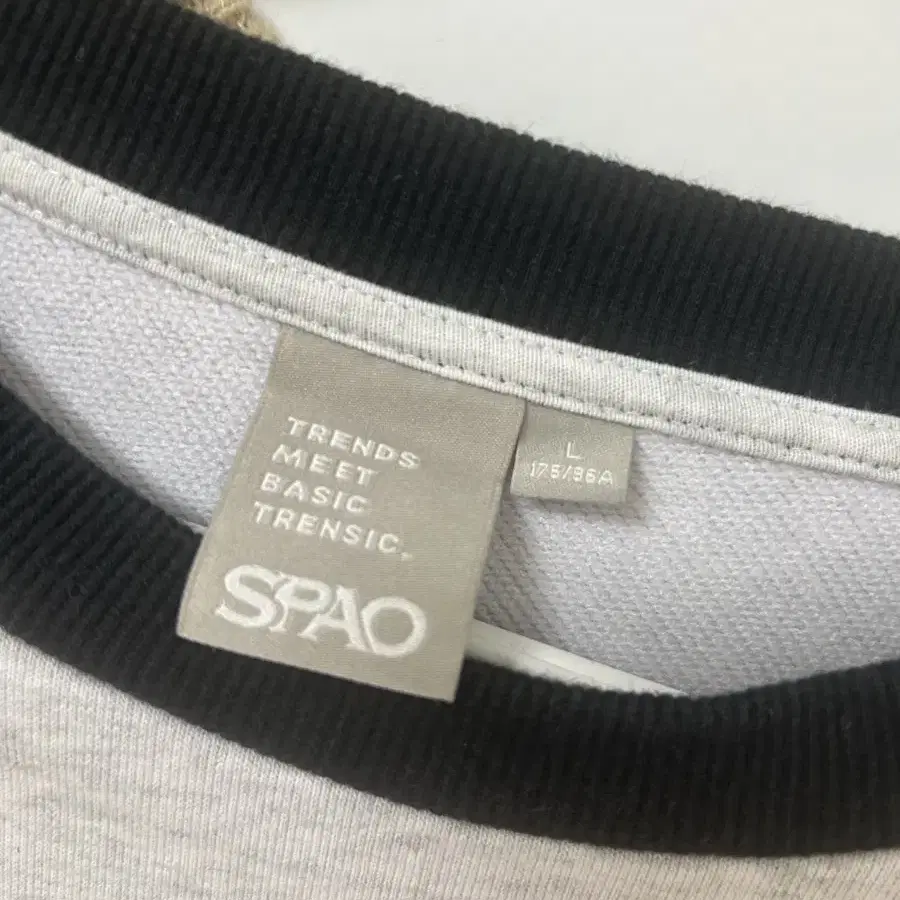 TRENDS
MEET
BASIC
TRENSIC.
SPAO
L
175/96A